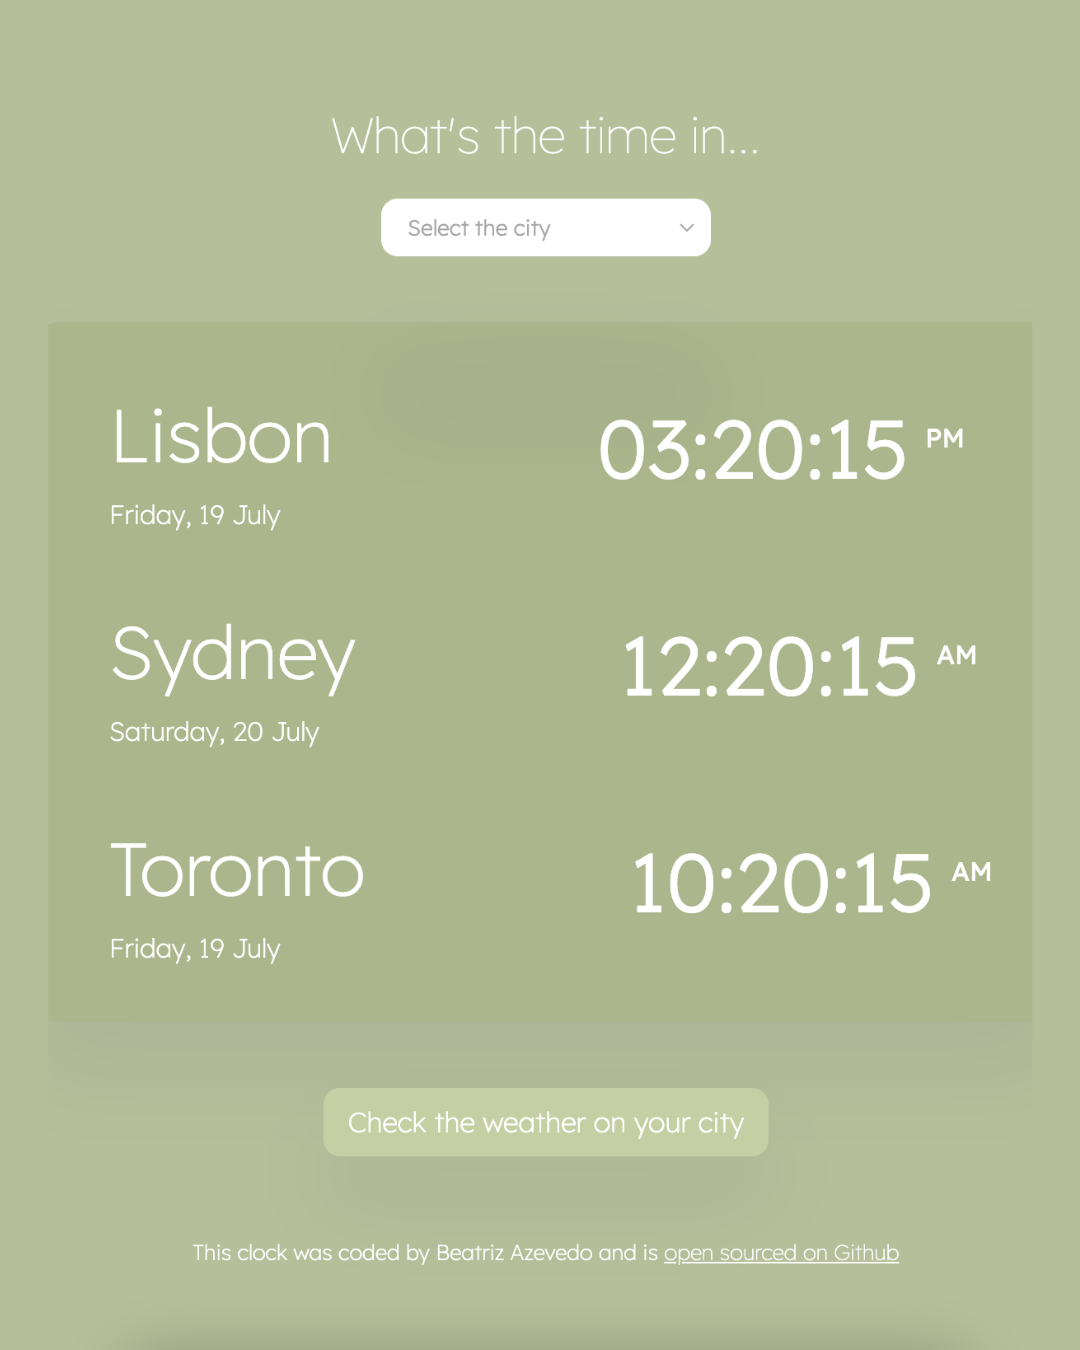 What's the time in...
Select the city
Lisbon
03:20:15 PM
Friday, 19 July
Sydney
12:20:15 AM
Saturday, 20 July
Toronto
10:20:15 AM
Friday, 19 July
Check the weather on your city
This clock was coded by Beatriz Azevedo and is open sourced on Github